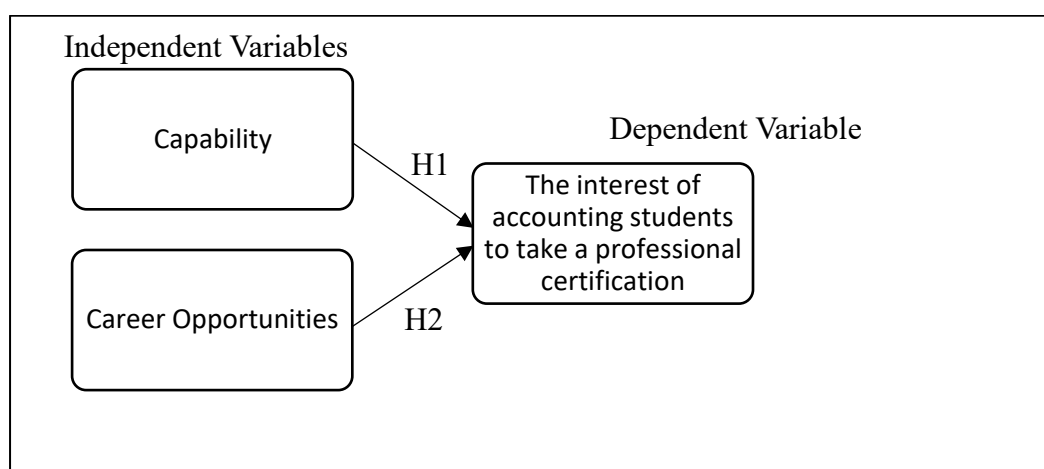 Independent Variables
Capability
Dependent Variable
H1
The interest of
accounting students
to take a professional
certification
Career Opportunities
H2